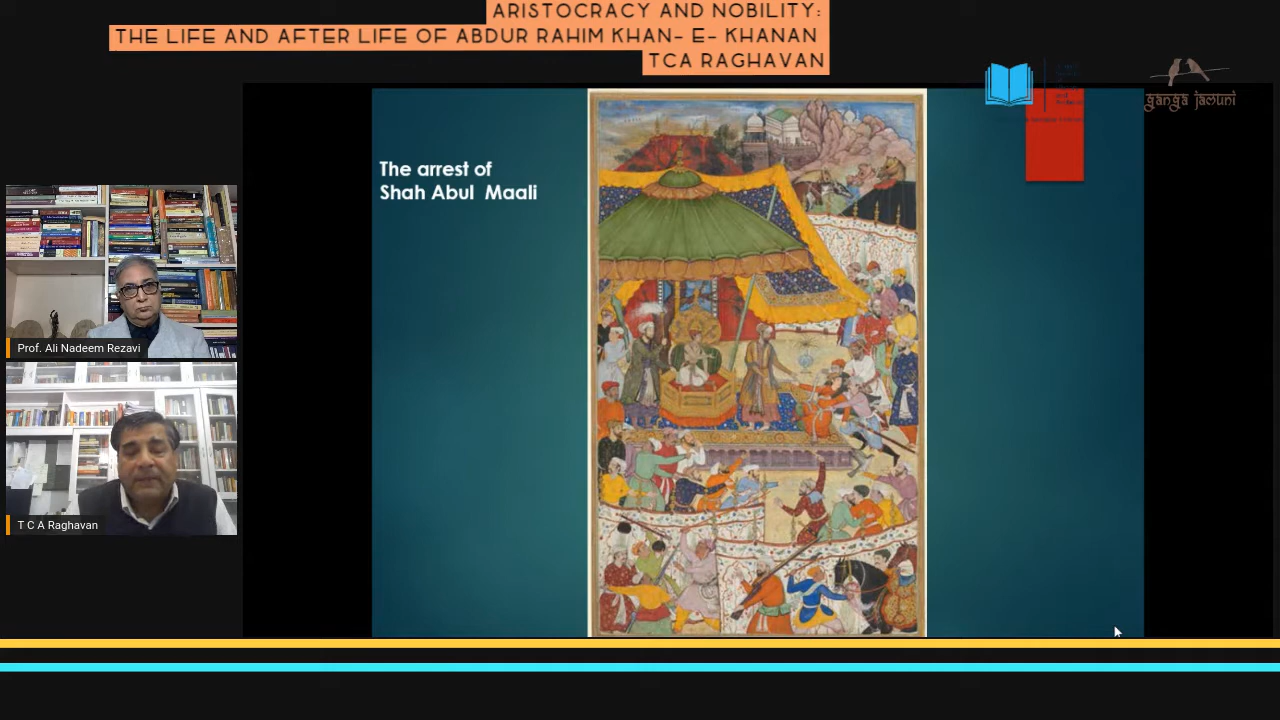 ARISTOCRACY AND NOBILITY:
THE LIFE AND AFTER LIFE OF ABDUR RAHIM KHAN- E- KHANAN
TCA RAGHAVAN
ganga jamuni
The arrest of
Shah Abul Maali
Prof. Ali Nadeem Rezavi
T C A Raghavan